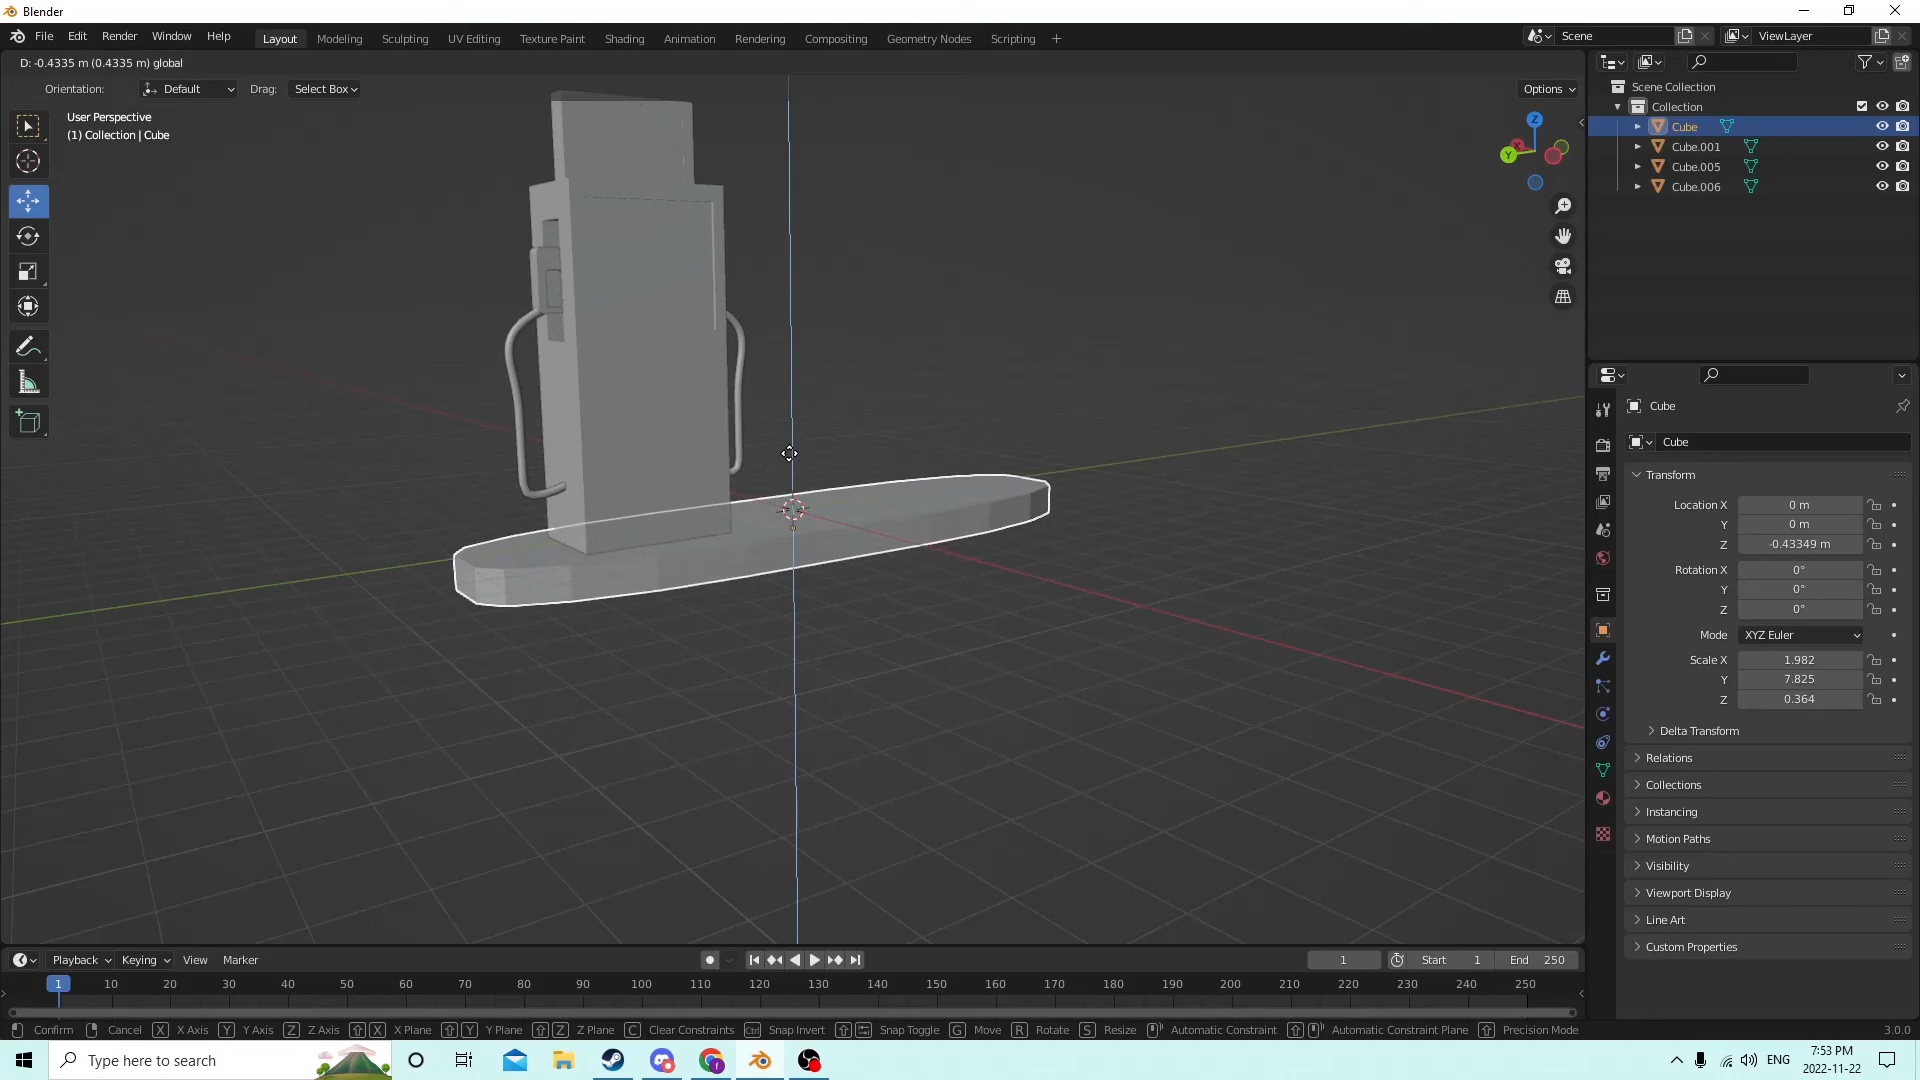 Blender
File Edit Render Window Help Layout Modeling Sculpting UV Editing Texture Paint Shading Animation Rendering Compositing Geometry Nodes Scripting + Scene ViewLayer
D: -0.4335 m (0.4335 m) global
Orientation: Default Drag: Select Box Options
User Perspective
(1) Collection | Cube
Z
X
Y
Scene Collection
Collection
Cube
Cube.001
Cube.005
Cube.006
Cube
Cube
Transform
Location X 0 m
Y 0 m
Z -0.43349 m
Rotation X 0°
Y 0°
Z 0°
Mode XYZ Euler
Scale X 1.982
Y 7.825
Z 0.364
Delta Transform
Relations
Collections
Instancing
Motion Paths
Visibility
Viewport Display
Line Art
Custom Properties
Playback Keying View Marker 1 Start 1 End 250
1 10 20 30 40 50 60 70 80 90 100 110 120 130 140 150 160 170 180 190 200 210 220 230 240 250
Confirm Cancel X X Axis Y Y Axis Z Z Axis X X Plane Y Y Plane Z Z Plane C Clear Constraints Ctrl Snap Invert Snap Toggle G Move R Rotate S Resize Automatic Constraint Automatic Constraint Plane Precision Mode 3.0.0
Type here to search ENG 7:53 PM
2022-11-22